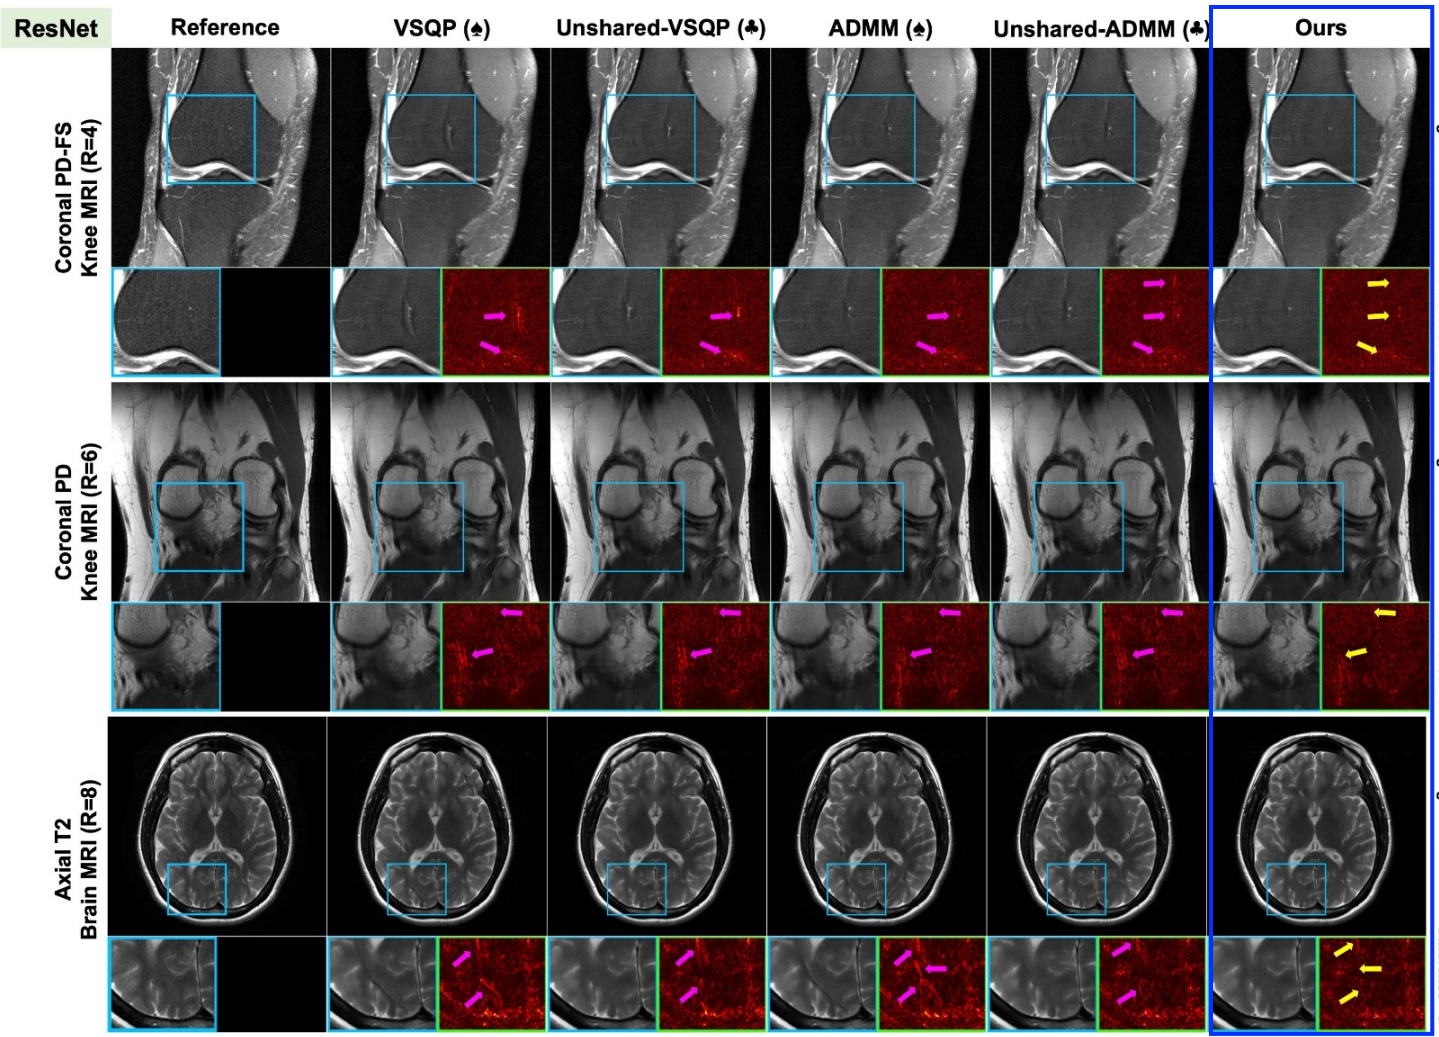 ResNet
Reference
VSQP (♠)
Unshared-VSQP (♣)
ADMM (♠)
Unshared-ADMM (♣)
Ours
Coronal PD-FS
Knee MRI (R=4)
Coronal PD
Knee MRI (R=6)
Axial T2
Brain MRI (R=8)